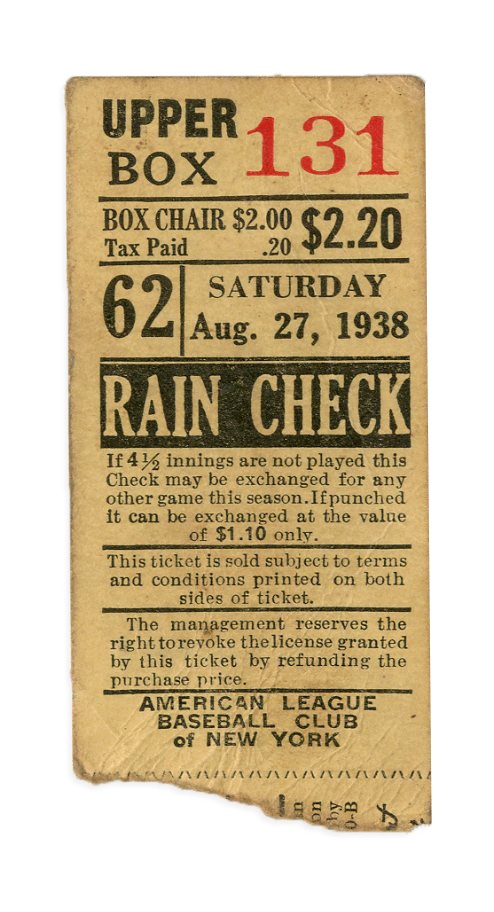 UPPER
BOX 131
BOX CHAIR $2.00 $2.20
Tax Paid .20
62 SATURDAY
Aug. 27, 1938
RAIN CHECK
If 4½ innings are not played this
Check may be exchanged for any
other game this season. If punched
it can be exchanged at the value
of $1.10 only.
This ticket is sold subject to terms
and conditions printed on both
sides of ticket.
The management reserves the
right to revoke the license granted
by this ticket by refunding the
purchase price.
AMERICAN LEAGUE
BASEBALL CLUB
of NEW YORK
on
by